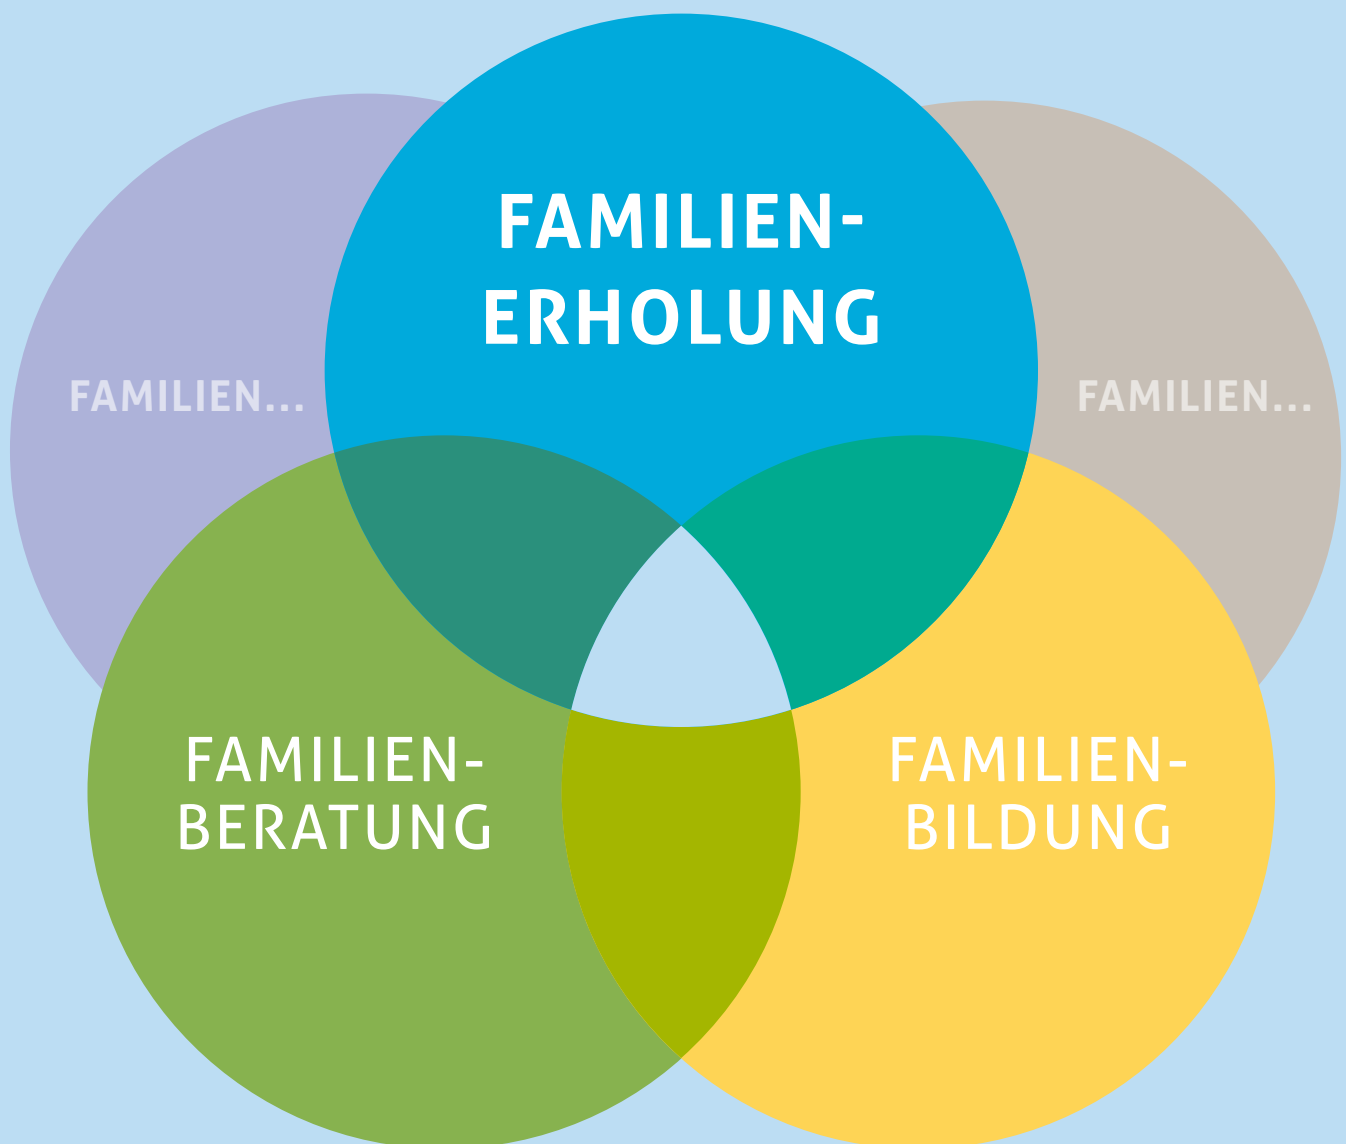 FAMILIEN-
ERHOLUNG
FAMILIEN...
FAMILIEN...
FAMILIEN-
BERATUNG
FAMILIEN-
BILDUNG